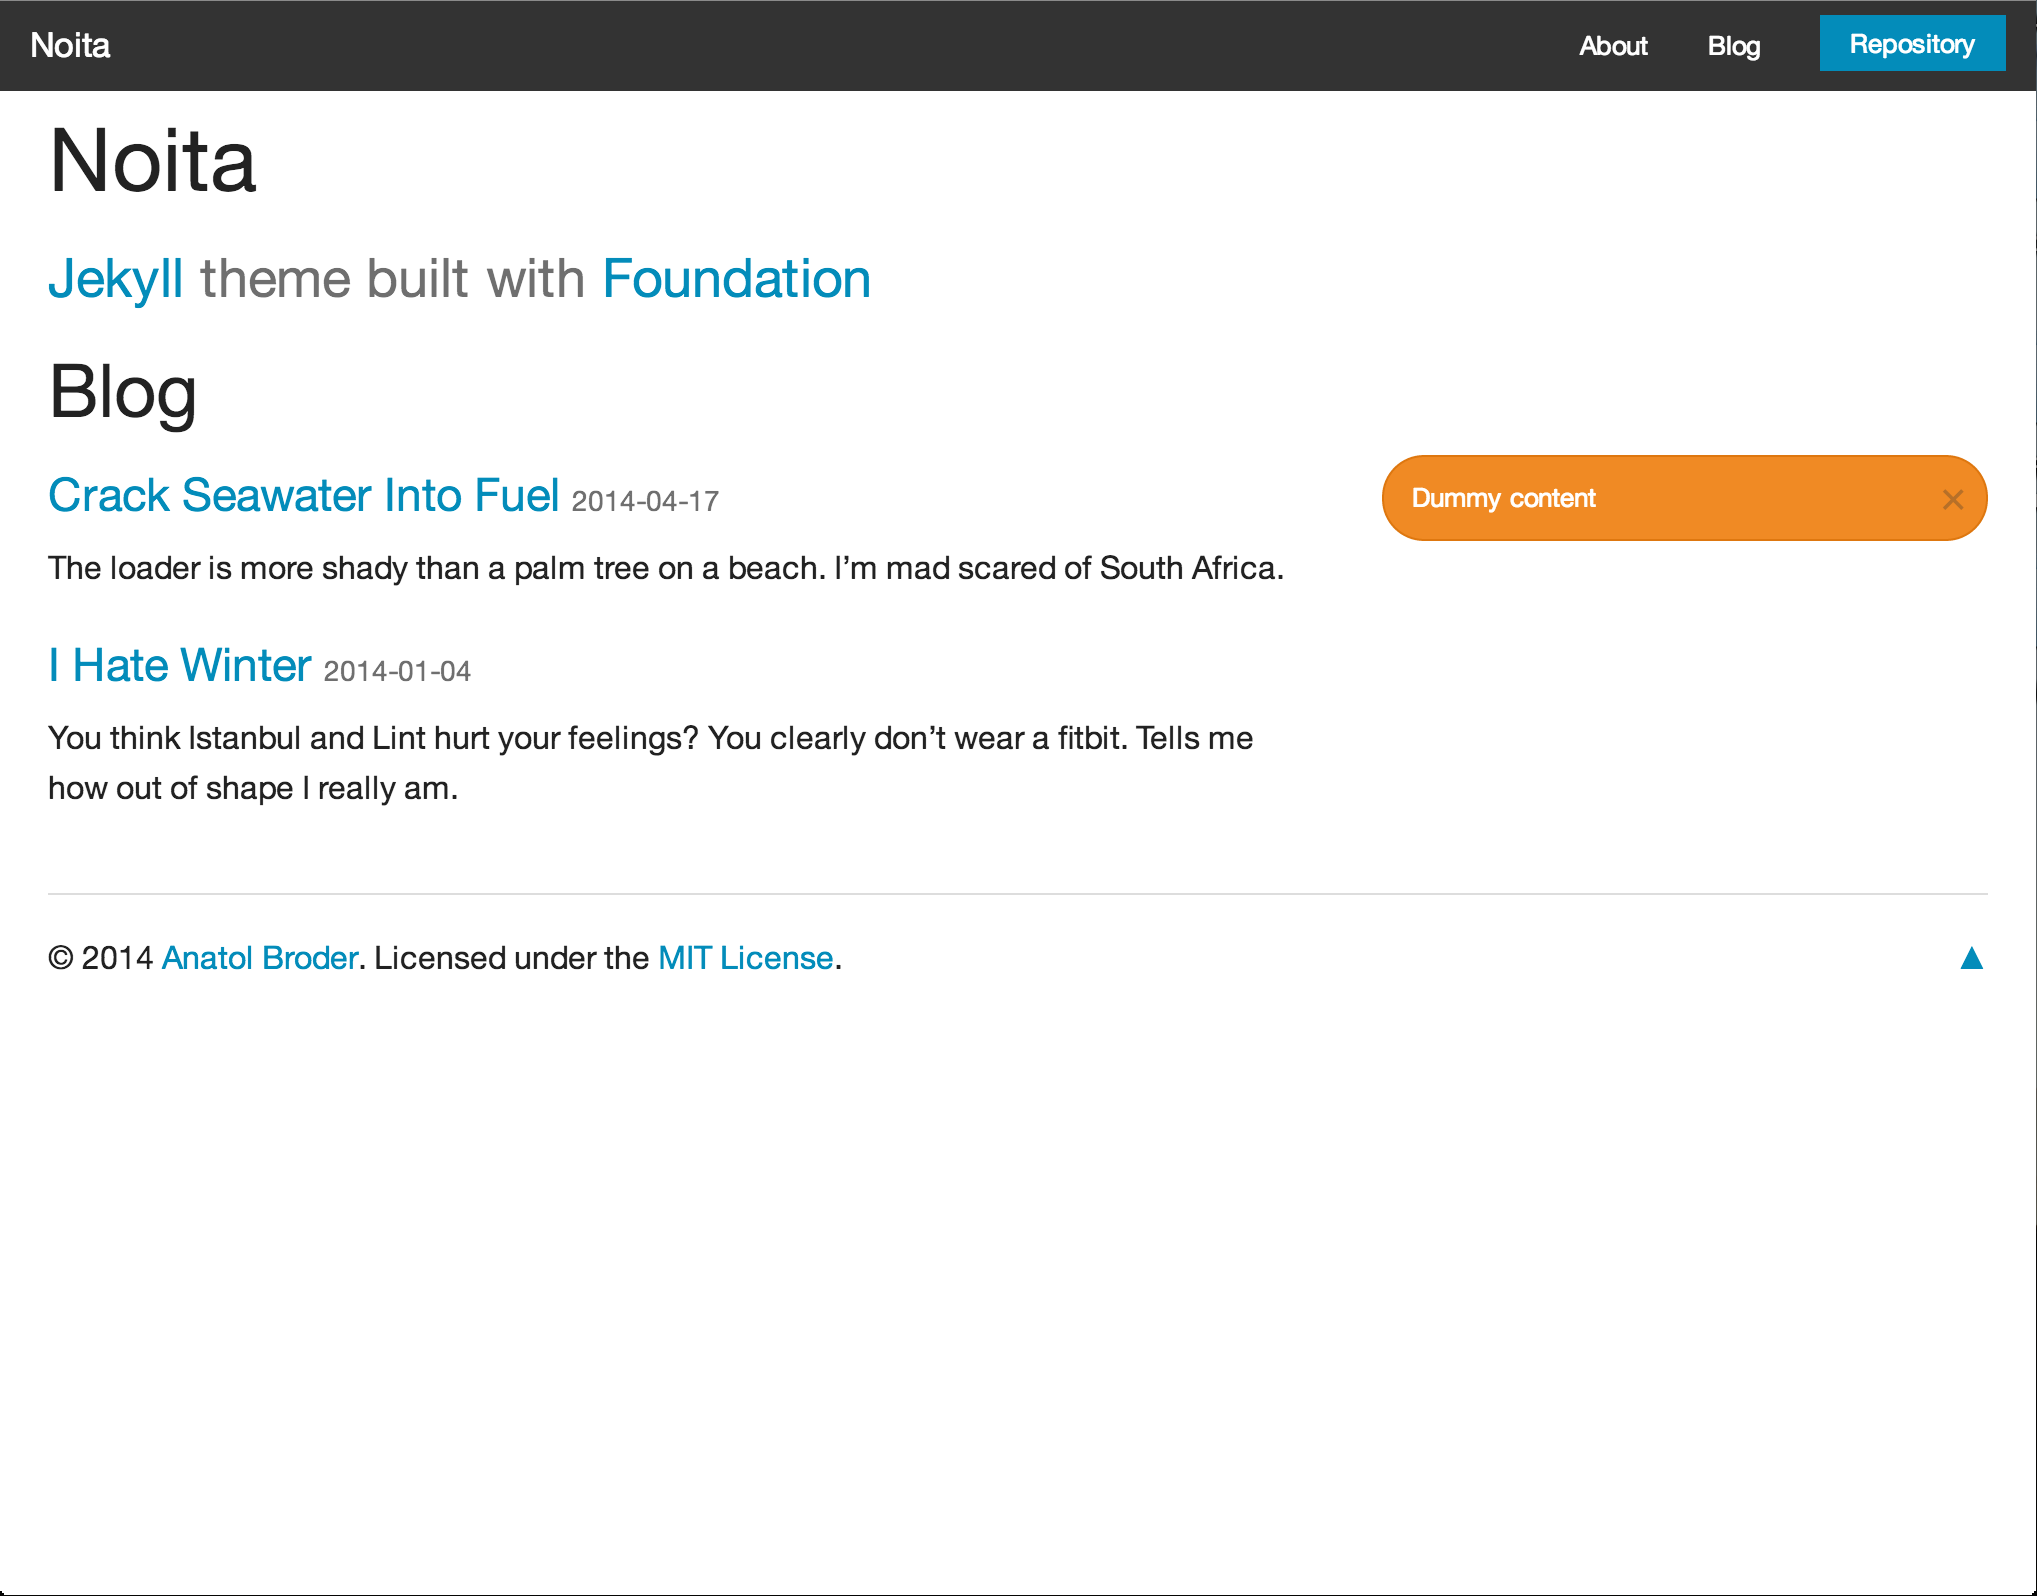 Noita
About Blog Repository
Noita
Jekyll theme built with Foundation
Blog
Crack Seawater Into Fuel 2014-04-17
Dummy content ×
The loader is more shady than a palm tree on a beach. I’m mad scared of South Africa.
I Hate Winter 2014-01-04
You think Istanbul and Lint hurt your feelings? You clearly don’t wear a fitbit. Tells me
how out of shape I really am.
© 2014 Anatol Broder. Licensed under the MIT License.
▲